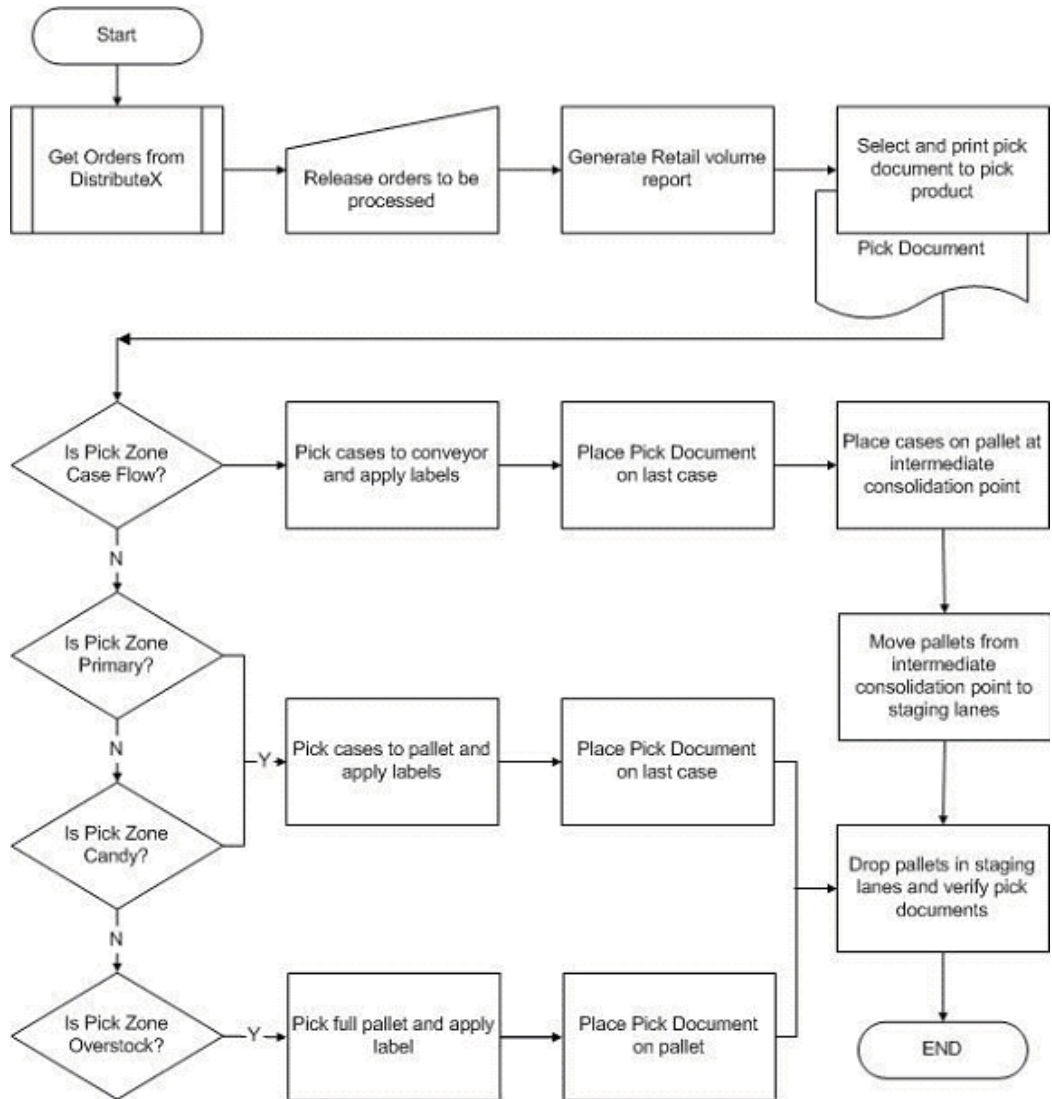 Start
Get Orders from
DistributeX
Release orders to be
processed
Generate Retail volume
report
Select and print pick
document to pick
product
Pick Document
Is Pick Zone
Case Flow?
Pick cases to conveyor
and apply labels
Place Pick Document
on last case
Place cases on pallet at
intermediate
consolidation point
N
Is Pick Zone
Primary?
Move pallets from
intermediate
consolidation point to
staging lanes
N
Y
Pick cases to pallet and
apply labels
Place Pick Document
on last case
Is Pick Zone
Candy?
Drop pallets in staging
lanes and verify pick
documents
N
Is Pick Zone
Overstock?
Y
Pick full pallet and apply
label
Place Pick Document
on pallet
END